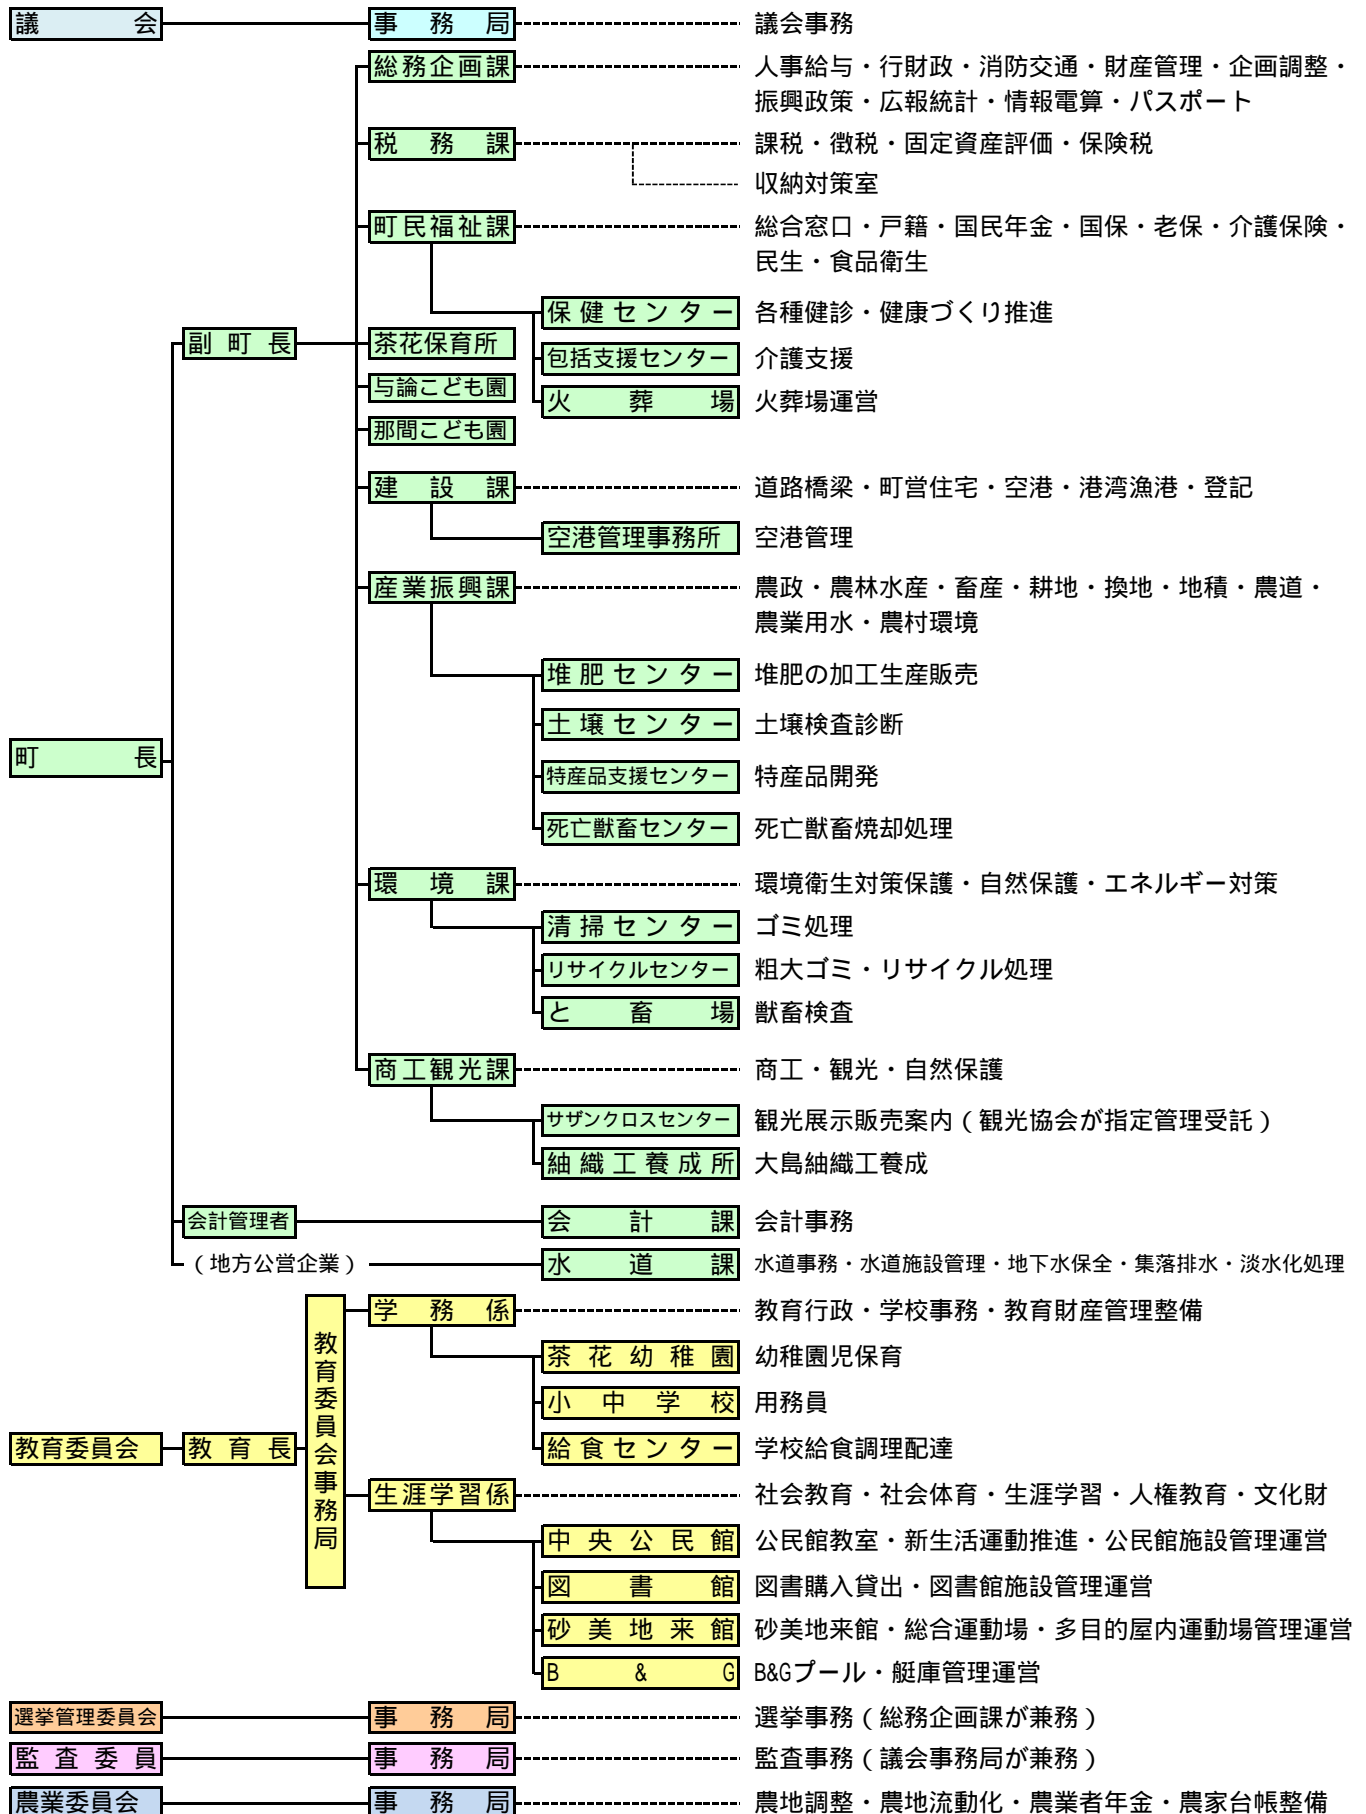 議会 事務局 議会事務
総務企画課 人事給与・行財政・消防交通・財産管理・企画調整・
振興政策・広報統計・情報電算・パスポート
税務課 課税・徴税・固定資産評価・保険税
収納対策室
町民福祉課 総合窓口・戸籍・国民年金・国保・老保・介護保険・
民生・食品衛生
保健センター 各種健診・健康づくり推進
副町長 茶花保育所 包括支援センター 介護支援
与論こども園 火葬場 火葬場運営
那間こども園
建設課 道路橋梁・町営住宅・空港・港湾漁港・登記
空港管理事務所 空港管理
産業振興課 農政・農林水産・畜産・耕地・換地・地積・農道・
農業用水・農村環境
堆肥センター 堆肥の加工生産販売
土壌センター 土壌検査診断
町長
特産品支援センター 特産品開発
死亡獣畜センター 死亡獣畜焼却処理
環境課 環境衛生対策保護・自然保護・エネルギー対策
清掃センター ゴミ処理
リサイクルセンター 粗大ゴミ・リサイクル処理
と畜場 獣畜検査
商工観光課 商工・観光・自然保護
サザンクロスセンター 観光展示販売案内（観光協会が指定管理受託）
紬織工養成所 大島紬織工養成
会計管理者 会計課 会計事務
（地方公営企業） 水道課 水道事務・水道施設管理・地下水保全・集落排水・淡水化処理
学務係 教育行政・学校事務・教育財産管理整備
茶花幼稚園 幼稚園児保育
小中学校 用務員
教育委員会 教育長 教育委員会事務局 給食センター 学校給食調理配達
生涯学習係 社会教育・社会体育・生涯学習・人権教育・文化財
中央公民館 公民館教室・新生活運動推進・公民館施設管理運営
図書館 図書購入貸出・図書館施設管理運営
砂美地来館 砂美地来館・総合運動場・多目的屋内運動場管理運営
B&G B&Gプール・艇庫管理運営
選挙管理委員会 事務局 選挙事務（総務企画課が兼務）
監査委員 事務局 監査事務（議会事務局が兼務）
農業委員会 事務局 農地調整・農地流動化・農業者年金・農家台帳整備